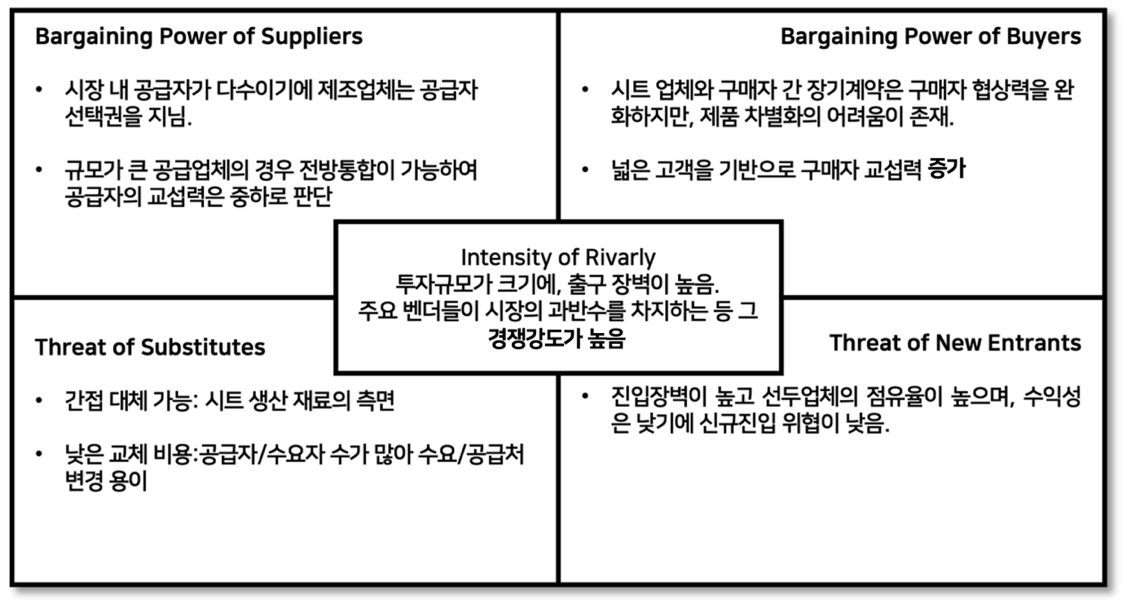 Bargaining Power of Suppliers
• 시장 내 공급자가 다수이기에 제조업체는 공급자
선택권을 지님.
• 규모가 큰 공급업체의 경우 전방통합이 가능하여
공급자의 교섭력은 중하로 판단
Bargaining Power of Buyers
• 시트 업체와 구매자 간 장기계약은 구매자 협상력을 완
화하지만, 제품 차별화의 어려움이 존재.
• 넓은 고객을 기반으로 구매자 교섭력 증가
Intensity of Rivarly
투자규모가 크기에, 출구 장벽이 높음.
주요 벤더들이 시장의 과반수를 차지하는 등 그
경쟁강도가 높음
Threat of Substitutes
• 간접 대체 가능: 시트 생산 재료의 측면
• 낮은 교체 비용:공급자/수요자 수가 많아 수요/공급처
변경 용이
Threat of New Entrants
• 진입장벽이 높고 선두업체의 점유율이 높으며, 수익성
은 낮기에 신규진입 위협이 낮음.